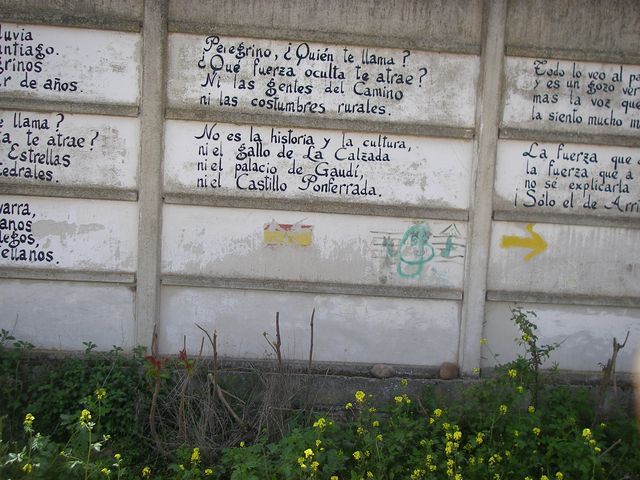 luvia
ntiago.
grinos
r de años.
e llama?
a te atrae?
Estrellas
edrales.
varra,
anos
legos,
ellanos.
Peregrino, ¿Quién te llama?
¿Qué fuerza oculta te atrae?
Ni las gentes del Camino
ni las costumbres rurales.
No es la historia y la cultura,
ni el gallo de La Calzada
ni el palacio de Gaudí,
ni el Castillo Ponferrada.
Todo lo veo al pa
y es un gozo ver
mas la voz que
la siento mucho m
La fuerza que
la fuerza que a
no sé explicarla
¡Sólo el de Arri